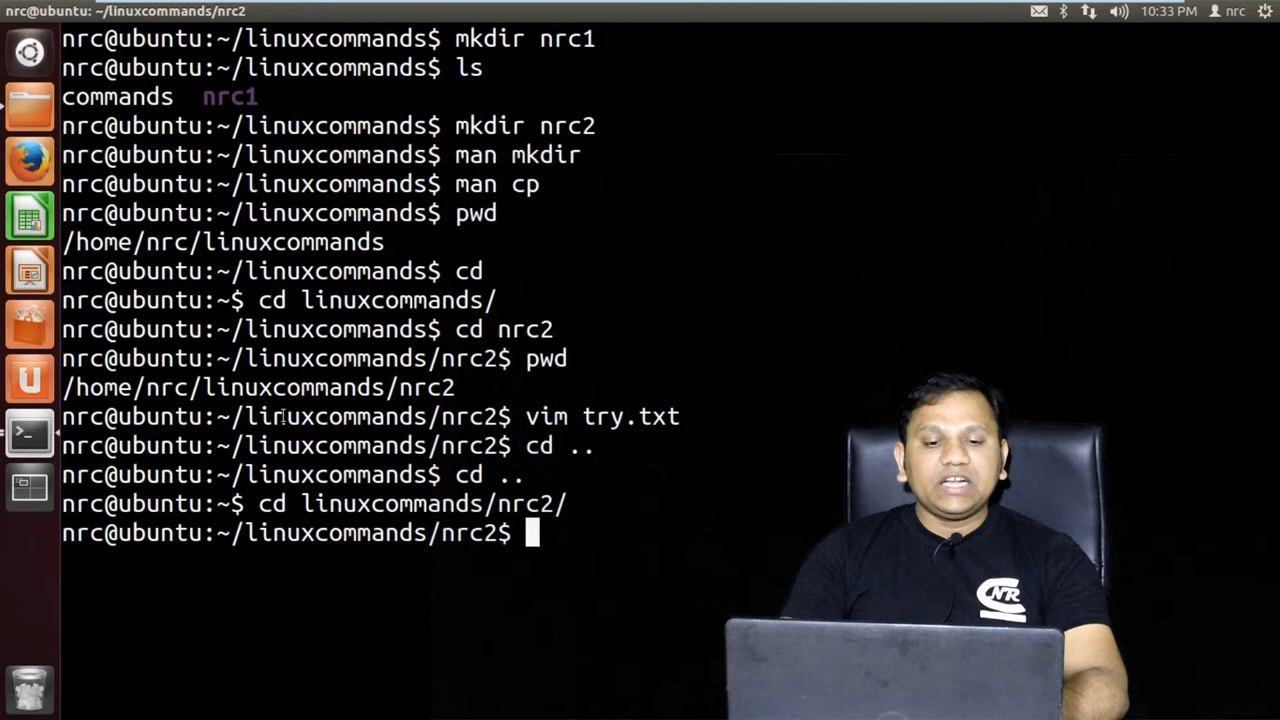 nrc@ubuntu: ~/linuxcommands/nrc2
10:33 PM nrc
nrc@ubuntu:~/linuxcommands$ mkdir nrc1
nrc@ubuntu:~/linuxcommands$ ls
commands nrc1
nrc@ubuntu:~/linuxcommands$ mkdir nrc2
nrc@ubuntu:~/linuxcommands$ man mkdir
nrc@ubuntu:~/linuxcommands$ man cp
nrc@ubuntu:~/linuxcommands$ pwd
/home/nrc/linuxcommands
nrc@ubuntu:~/linuxcommands$ cd
nrc@ubuntu:~$ cd linuxcommands/
nrc@ubuntu:~/linuxcommands$ cd nrc2
nrc@ubuntu:~/linuxcommands/nrc2$ pwd
/home/nrc/linuxcommands/nrc2
nrc@ubuntu:~/linuxcommands/nrc2$ vim try.txt
nrc@ubuntu:~/linuxcommands/nrc2$ cd ..
nrc@ubuntu:~/linuxcommands$ cd ..
nrc@ubuntu:~$ cd linuxcommands/nrc2/
nrc@ubuntu:~/linuxcommands/nrc2$
NR